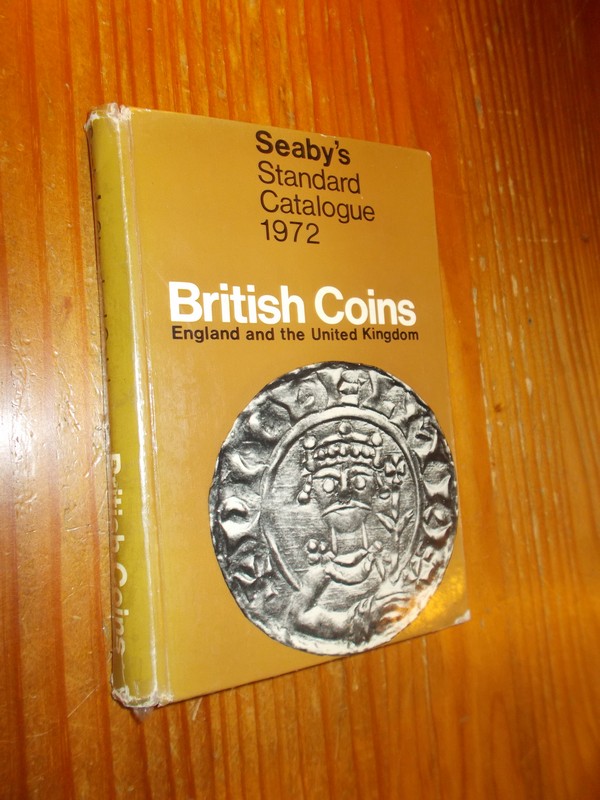 Seaby's
Standard
Catalogue
1972
British Coins
England and the United Kingdom
British Coins